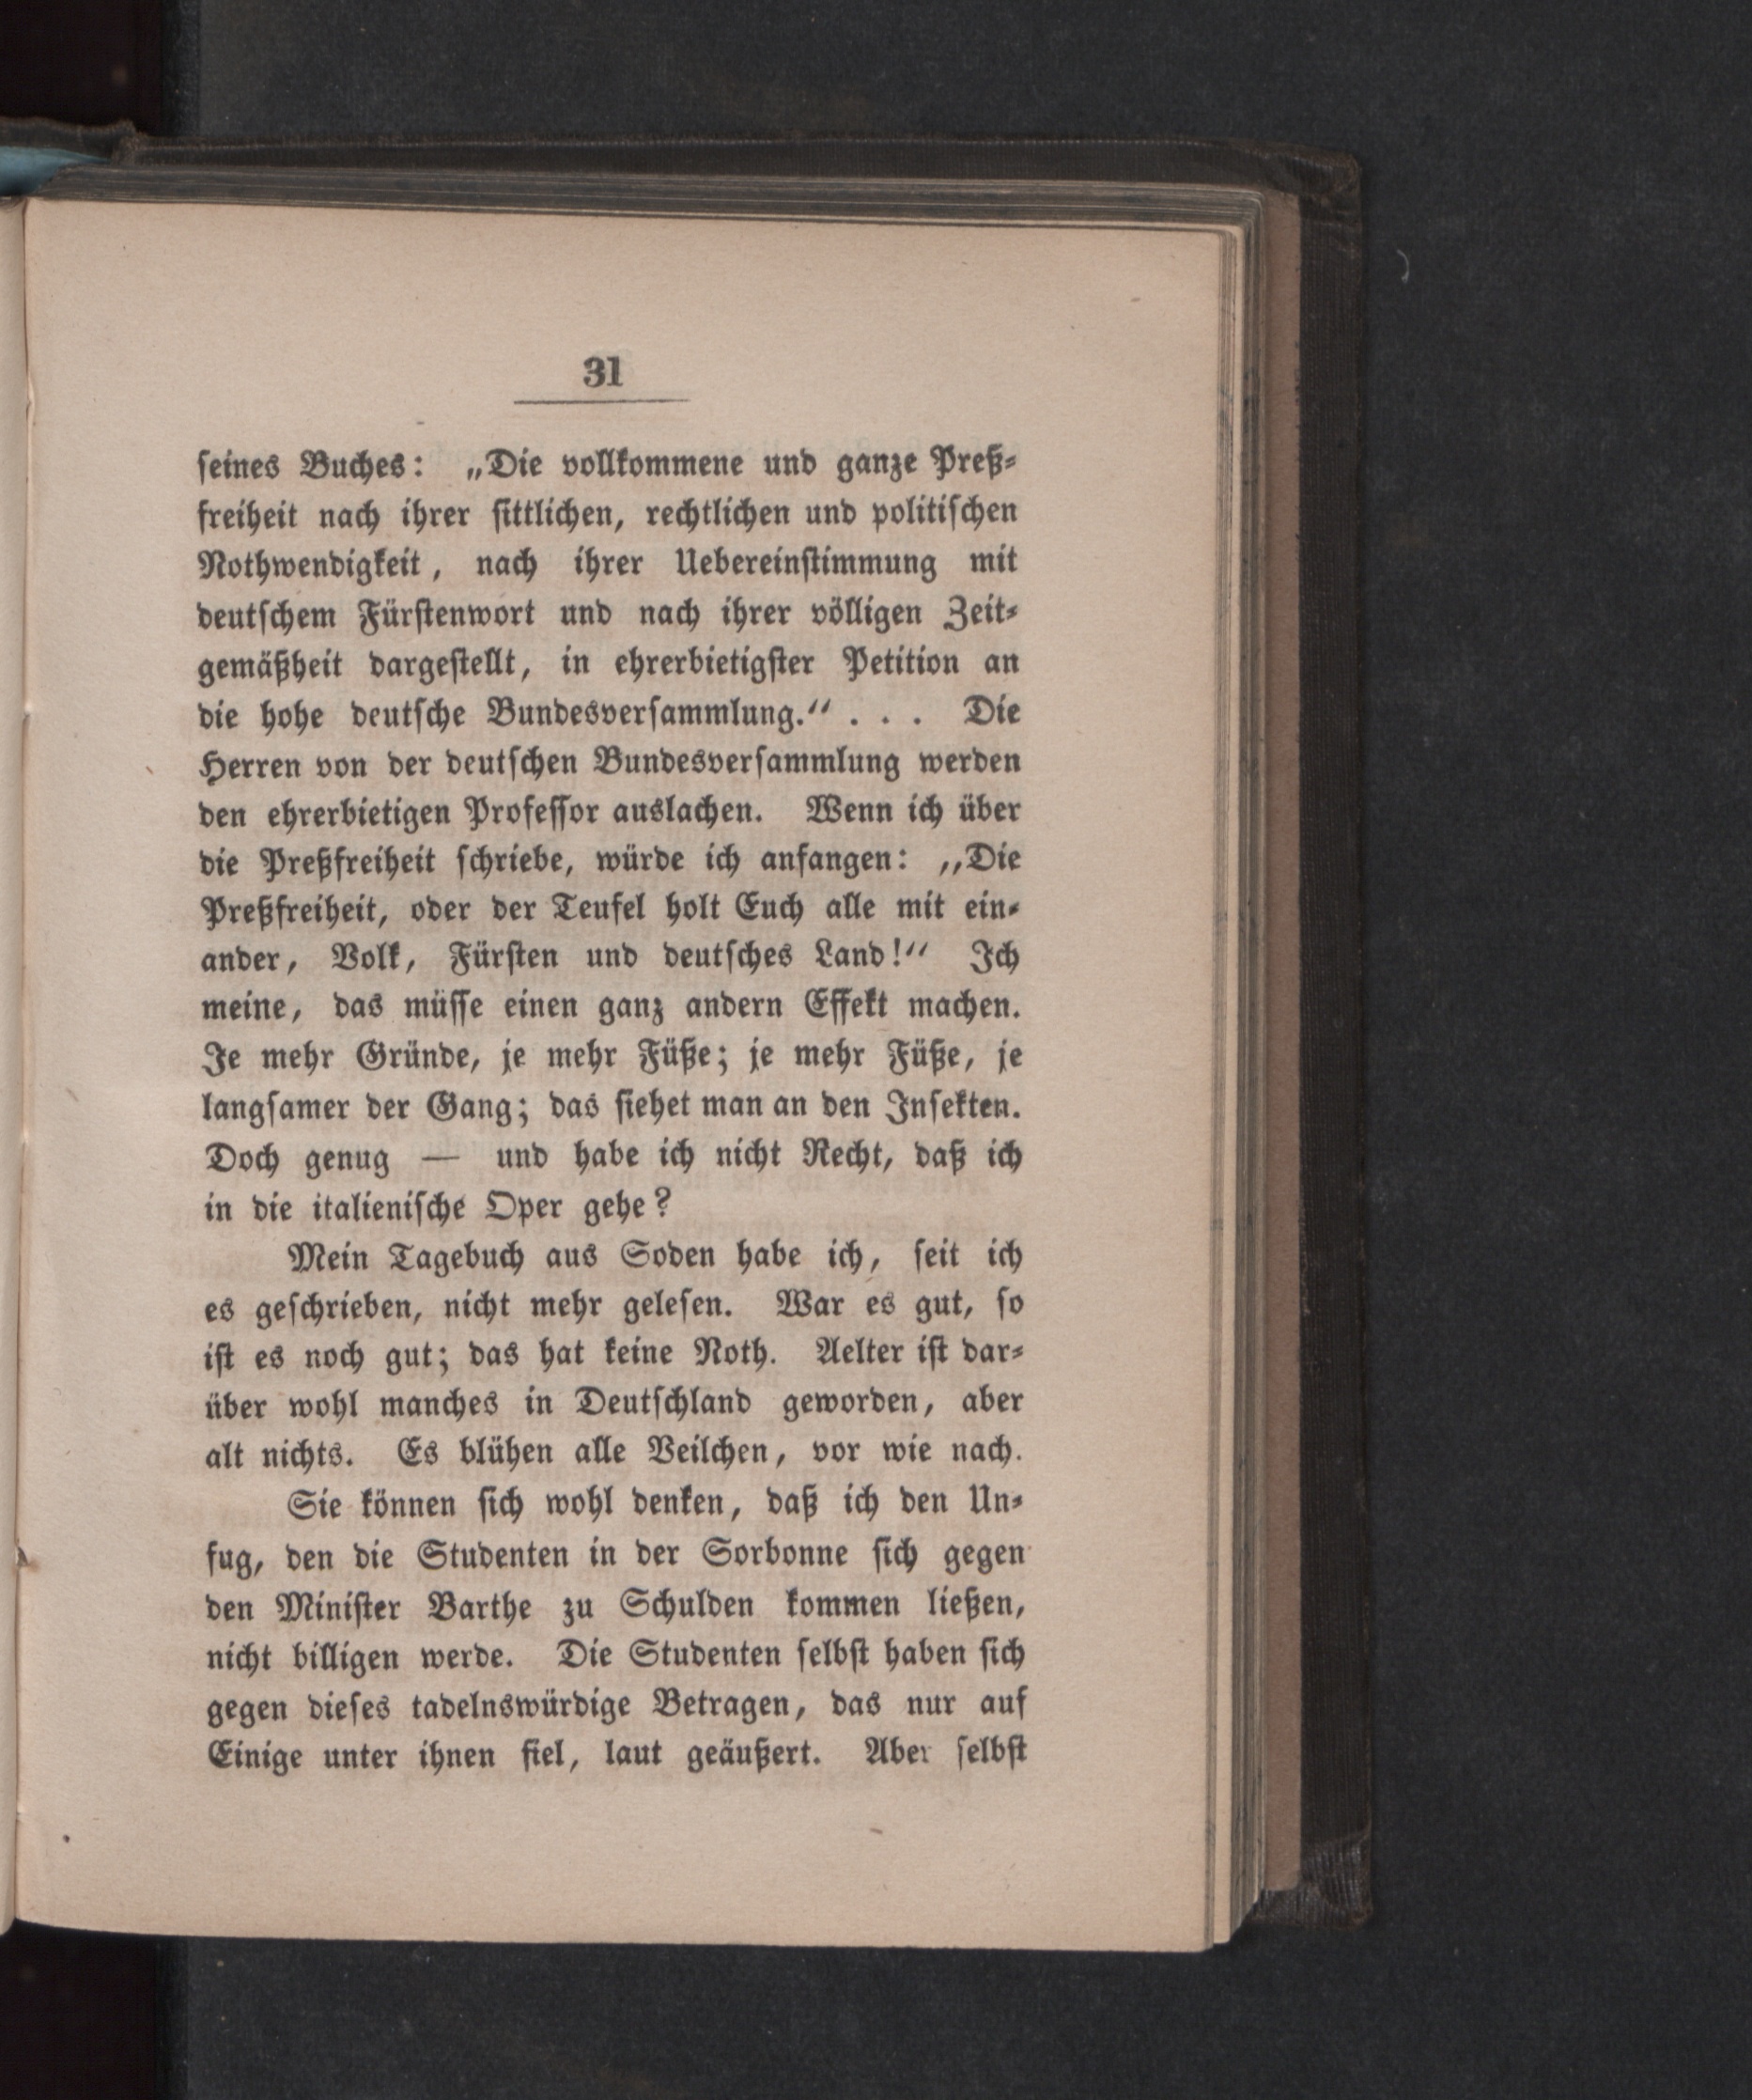 31
seines Buches: „Die vollkommene und ganze Preß-
freiheit nach ihrer sittlichen, rechtlichen und politischen
Nothwendigkeit, nach ihrer Uebereinstimmung mit
deutschem Fürstenwort und nach ihrer völligen Zeit-
gemäßheit dargestellt, in ehrerbietigster Petition an
die hohe deutsche Bundesversammlung.“ . . . Die
Herren von der deutschen Bundesversammlung werden
den ehrerbietigen Professor auslachen. Wenn ich über
die Preßfreiheit schriebe, würde ich anfangen: „Die
Preßfreiheit, oder der Teufel holt Euch alle mit ein-
ander, Volk, Fürsten und deutsches Land!“ Ich
meine, das müsse einen ganz andern Effekt machen.
Je mehr Gründe, je mehr Füße; je mehr Füße, je
langsamer der Gang; das siehet man an den Insekten.
Doch genug — und habe ich nicht Recht, daß ich
in die italienische Oper gehe?
Mein Tagebuch aus Soden habe ich, seit ich
es geschrieben, nicht mehr gelesen. War es gut, so
ist es noch gut; das hat keine Noth. Aelter ist dar-
über wohl manches in Deutschland geworden, aber
alt nichts. Es blühen alle Veilchen, vor wie nach.
Sie können sich wohl denken, daß ich den Un-
fug, den die Studenten in der Sorbonne sich gegen
den Minister Barthe zu Schulden kommen ließen,
nicht billigen werde. Die Studenten selbst haben sich
gegen dieses tadelnswürdige Betragen, das nur auf
Einige unter ihnen fiel, laut geäußert. Aber selbst